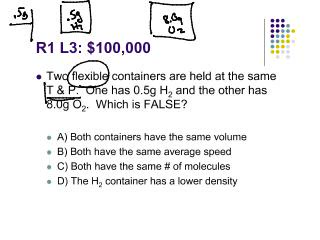 .5g
.5g
H2
8.0g
O2
R1 L3: $100,000
Two flexible containers are held at the same
T & P. One has 0.5g H2 and the other has
8.0g O2. Which is FALSE?
A) Both containers have the same volume
B) Both have the same average speed
C) Both have the same # of molecules
D) The H2 container has a lower density